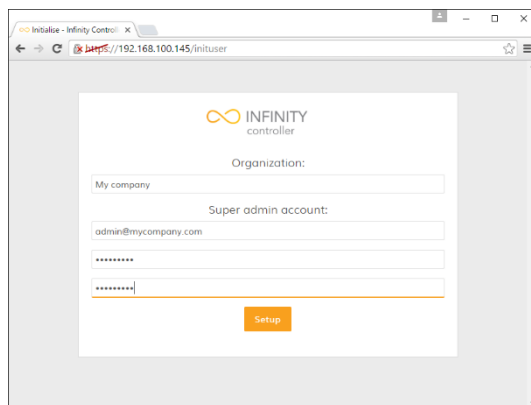 Initialise - Infinity Control
https://192.168.100.145/inituser
INFINITY
controller
Organization:
My company
Super admin account:
admin@mycompany.com
•••••••••
•••••••••
Setup